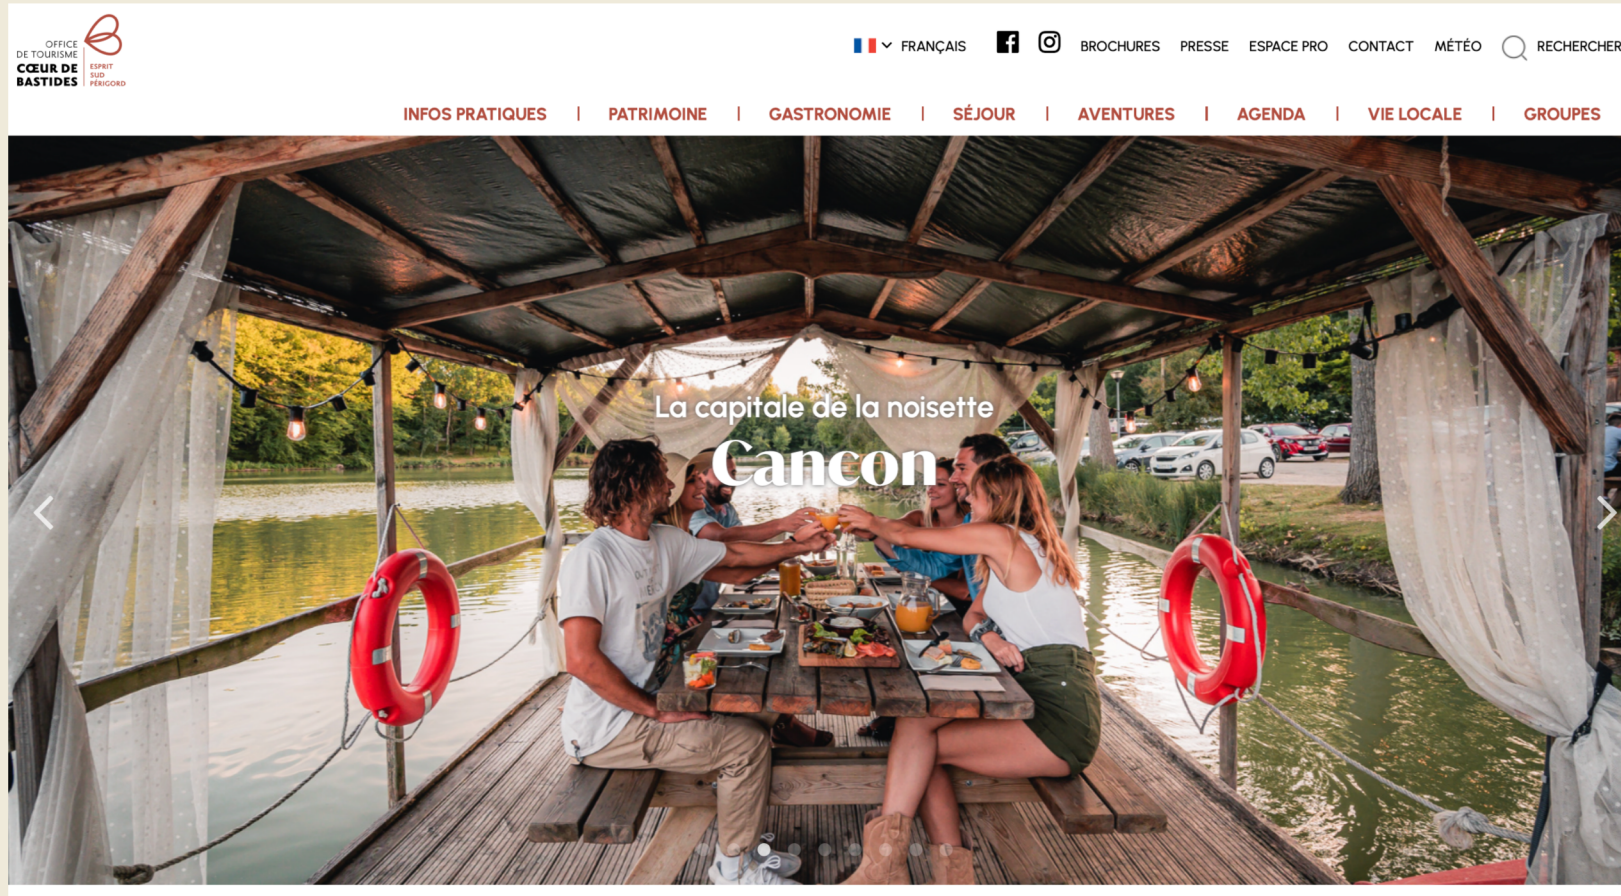 OFFICE
DE TOURISME
CŒUR DE
BASTIDES
ESPRIT
SUD
PÉRIGORD
FRANÇAIS
BROCHURES
PRESSE
ESPACE PRO
CONTACT
MÉTÉO
RECHERCHER
INFOS PRATIQUES
PATRIMOINE
GASTRONOMIE
SÉJOUR
AVENTURES
AGENDA
VIE LOCALE
GROUPES
La capitale de la noisette
Cancon